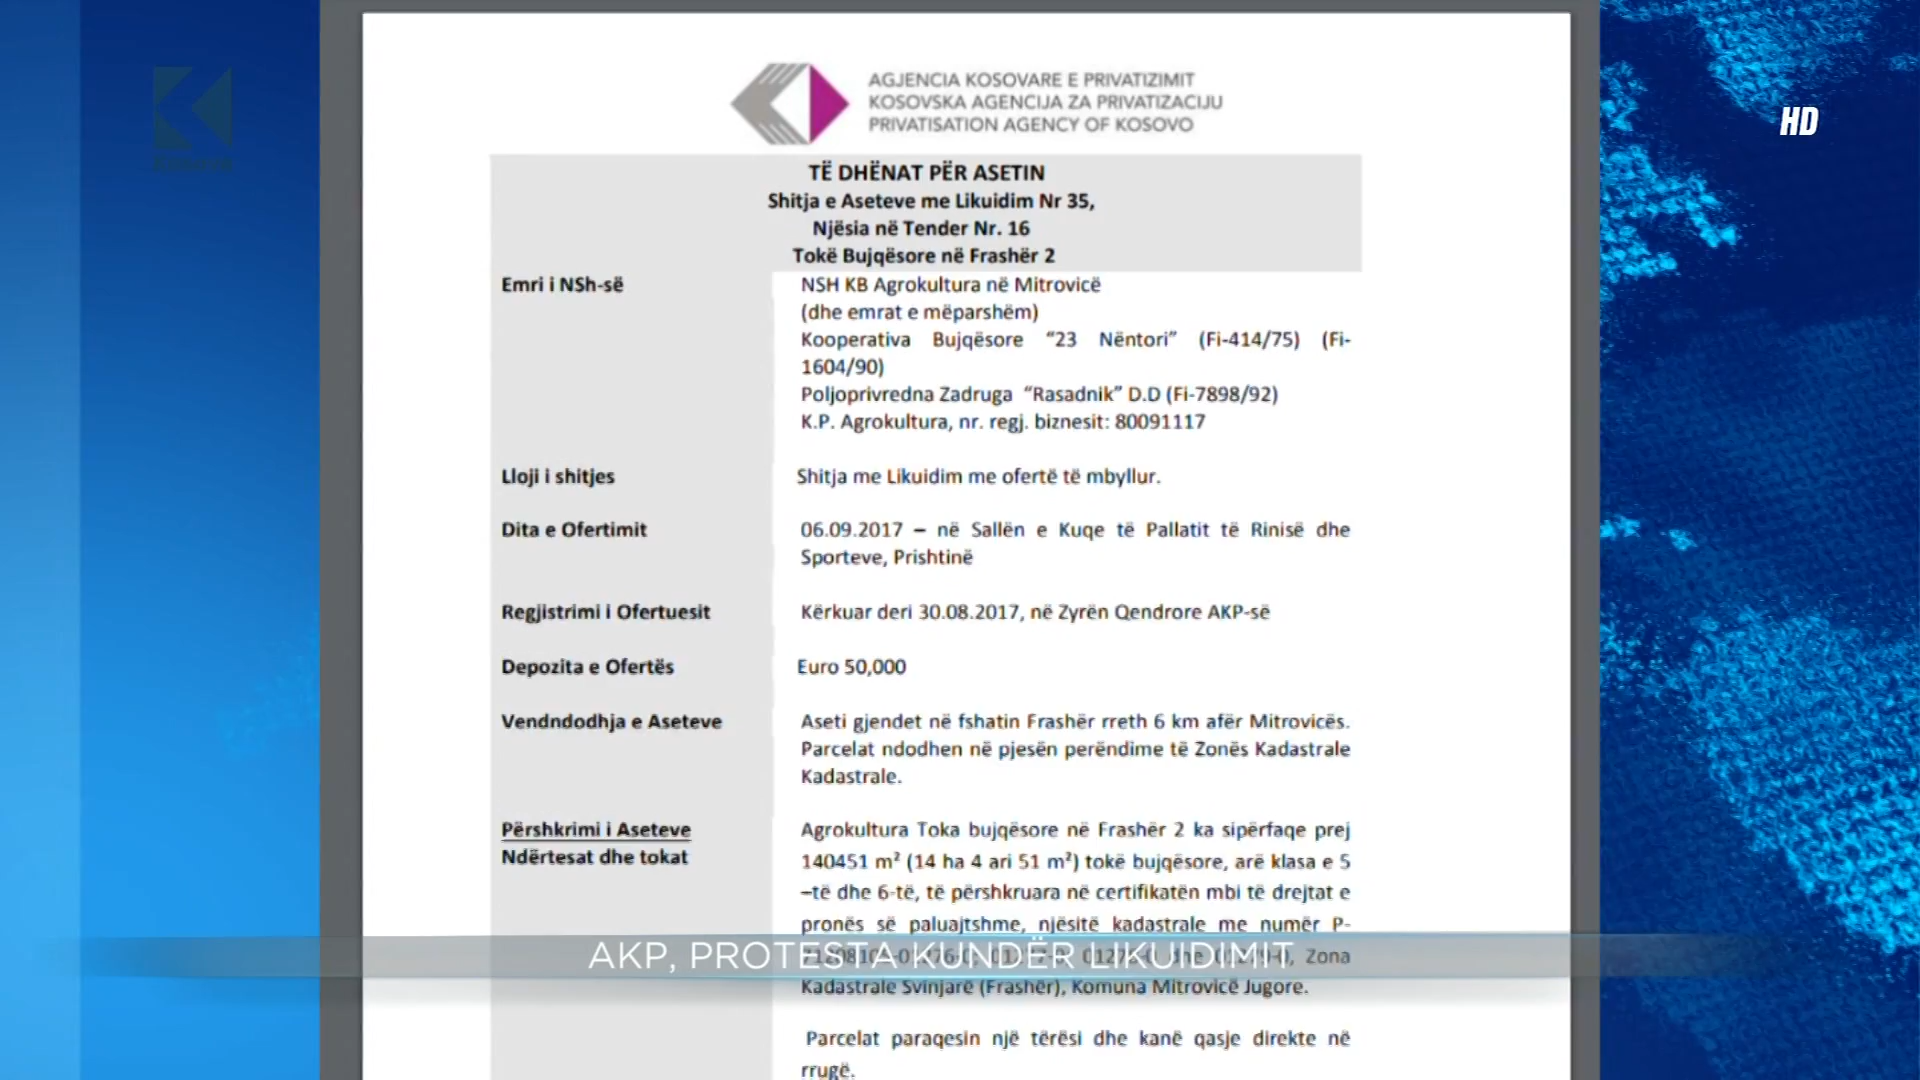 HD
AGJENCIA KOSOVARE E PRIVATIZIMIT
KOSOVSKA AGENCIJA ZA PRIVATIZACIJU
PRIVATISATION AGENCY OF KOSOVO
TË DHËNAT PËR ASETIN
Shitja e Aseteve me Likuidim Nr 35,
Njësia në Tender Nr. 16
Tokë Bujqësore në Frashër 2
Emri i NSh-së
NSH KB Agrokultura në Mitrovicë
(dhe emrat e mëparshëm)
Kooperativa Bujqësore “23 Nëntori” (Fi-414/75) (Fi-
1604/90)
Poljoprivredna Zadruga “Rasadnik” D.D (Fi-7898/92)
K.P. Agrokultura, nr. regj. biznesit: 80091117
Lloji i shitjes
Shitja me Likuidim me ofertë të mbyllur.
Dita e Ofertimit
06.09.2017 – në Sallën e Kuqe të Pallatit të Rinisë dhe
Sporteve, Prishtinë
Regjistrimi i Ofertuesit
Kërkuar deri 30.08.2017, në Zyrën Qendrore AKP-së
Depozita e Ofertës
Euro 50,000
Vendndodhja e Aseteve
Aseti gjendet në fshatin Frashër rreth 6 km afër Mitrovicës.
Parcelat ndodhen në pjesën perëndime të Zonës Kadastrale
Kadastrale.
Përshkrimi i Aseteve
Ndërtesat dhe tokat
Agrokultura Toka bujqësore në Frashër 2 ka sipërfaqe prej
140451 m² (14 ha 4 ari 51 m²) tokë bujqësore, arë klasa e 5
–të dhe 6-të, të përshkruara në certifikatën mbi të drejtat e
pronës së paluajtshme, njësitë kadastrale me numër P-
Zona
AKP, PROTESTA KUNDËR LIKUIDIMIT
Kadastrale Svinjarë (Frashër), Komuna Mitrovicë Jugore.
Parcelat paraqesin një tërësi dhe kanë qasje direkte në
rrugë.